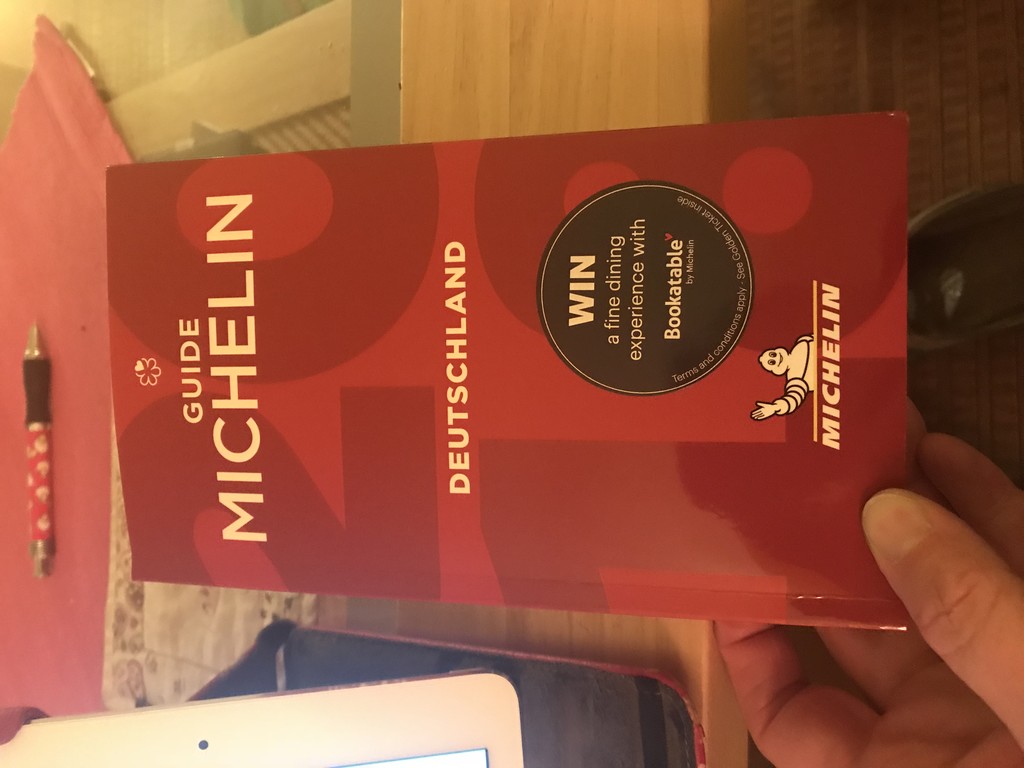 GUIDE
MICHELIN
DEUTSCHLAND
WIN
a fine dining
experience with
Bookatable
by Michelin
Terms and conditions apply - See Golden Ticket inside
MICHELIN